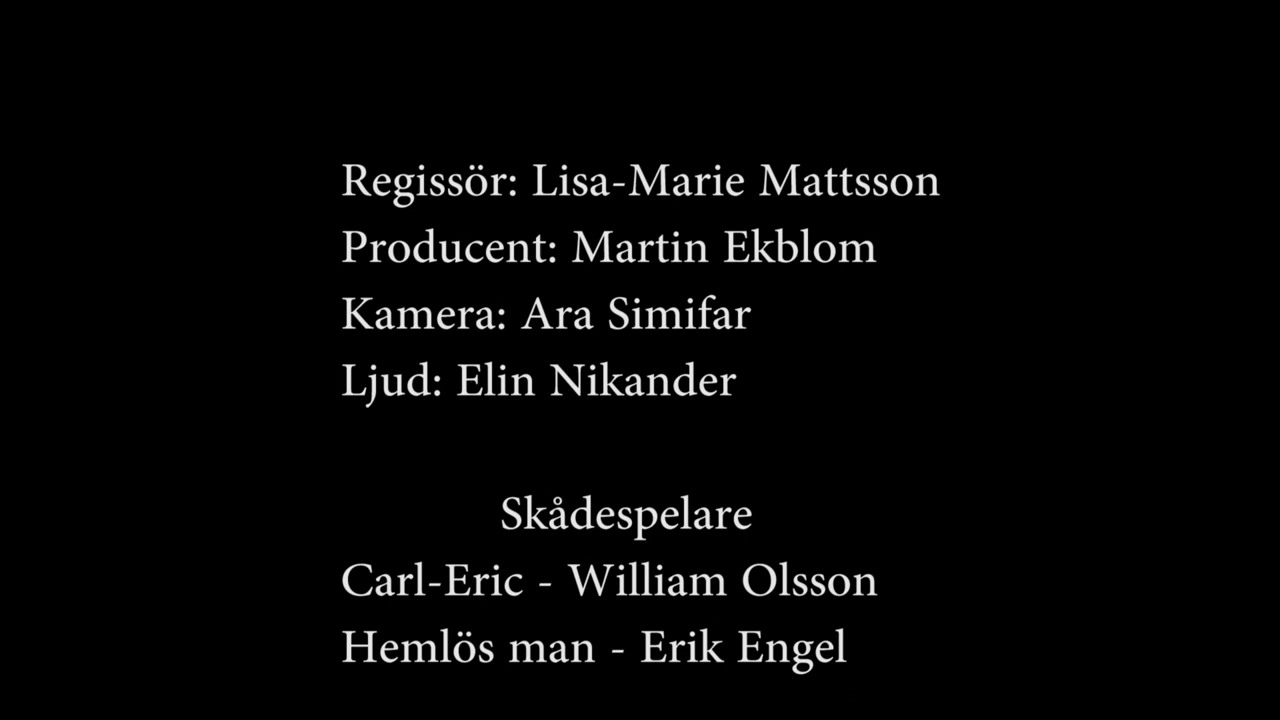 Regissör: Lisa-Marie Mattsson
Producent: Martin Ekblom
Kamera: Ara Simifar
Ljud: Elin Nikander
Skådespelare
Carl-Eric - William Olsson
Hemlös man - Erik Engel